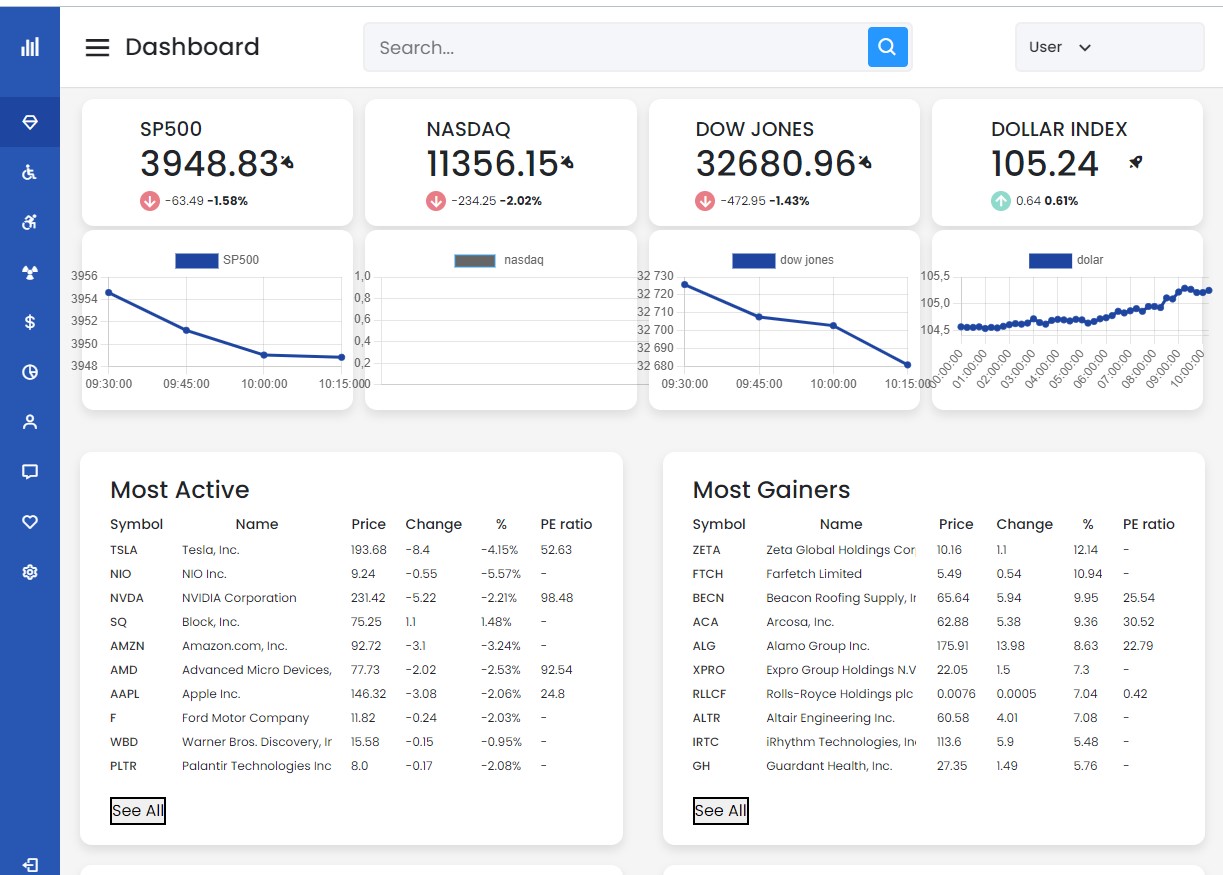 Dashboard
Search...
User
SP500
3948.83
-63.49 -1.58%
NASDAQ
11356.15
-234.25 -2.02%
DOW JONES
32680.96
-472.95 -1.43%
DOLLAR INDEX
105.24
0.64 0.61%
SP500
3956
3954
3952
3950
3948
09:30:00 09:45:00 10:00:00 10:15:00
nasdaq
1,0
0,8
0,6
0,4
0,2
0
dow jones
32 730
32 720
32 710
32 700
32 690
32 680
09:30:00 09:45:00 10:00:00 10:15:00
dolar
105,5
105,0
104,5
00:00:00 01:00:00 02:00:00 03:00:00 04:00:00 05:00:00 06:00:00 07:00:00 08:00:00 09:00:00 10:00:00
Most Active
Symbol Name Price Change % PE ratio
TSLA Tesla, Inc. 193.68 -8.4 -4.15% 52.63
NIO NIO Inc. 9.24 -0.55 -5.57% -
NVDA NVIDIA Corporation 231.42 -5.22 -2.21% 98.48
SQ Block, Inc. 75.25 1.1 1.48% -
AMZN Amazon.com, Inc. 92.72 -3.1 -3.24% -
AMD Advanced Micro Devices, 77.73 -2.02 -2.53% 92.54
AAPL Apple Inc. 146.32 -3.08 -2.06% 24.8
F Ford Motor Company 11.82 -0.24 -2.03% -
WBD Warner Bros. Discovery, Ir 15.58 -0.15 -0.95% -
PLTR Palantir Technologies Inc 8.0 -0.17 -2.08% -
See All
Most Gainers
Symbol Name Price Change % PE ratio
ZETA Zeta Global Holdings Cor 10.16 1.1 12.14 -
FTCH Farfetch Limited 5.49 0.54 10.94 -
BECN Beacon Roofing Supply, Ir 65.64 5.94 9.95 25.54
ACA Arcosa, Inc. 62.88 5.38 9.36 30.52
ALG Alamo Group Inc. 175.91 13.98 8.63 22.79
XPRO Expro Group Holdings N.V 22.05 1.5 7.3 -
RLLCF Rolls-Royce Holdings plc 0.0076 0.0005 7.04 0.42
ALTR Altair Engineering Inc. 60.58 4.01 7.08 -
IRTC iRhythm Technologies, In 113.6 5.9 5.48 -
GH Guardant Health, Inc. 27.35 1.49 5.76 -
See All